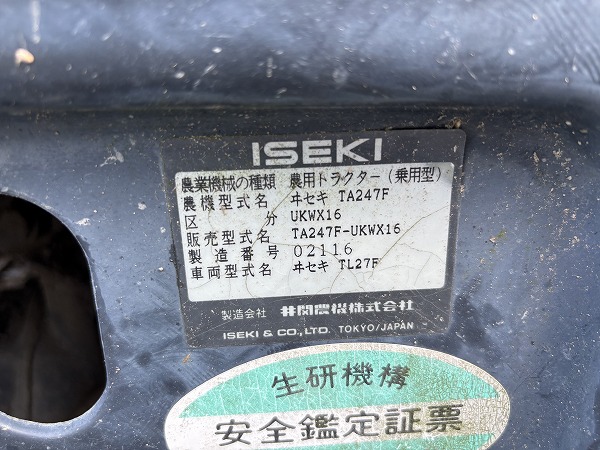 ISEKI
農業機械の種類 農用トラクター(乗用型)
農機型式名 ヰセキ TA247F
区分 UKWX16
販売型式名 TA247F-UKWX16
製造番号 02116
車両型式名 ヰセキ TL27F
製造会社 井関農機株式会社
ISEKI & CO., LTD. TOKYO/JAPAN
生研機構
安全鑑定証票